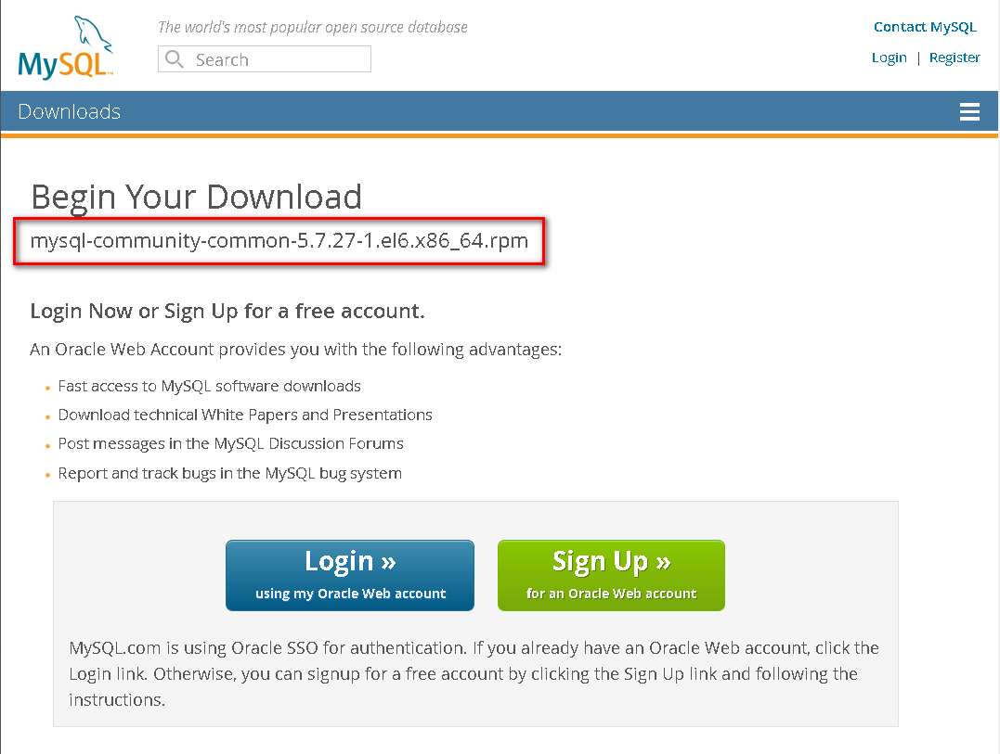 The world's most popular open source database
Contact MySQL
MySQL™
Search
Login | Register
Downloads
Begin Your Download
mysql-community-common-5.7.27-1.el6.x86_64.rpm
Login Now or Sign Up for a free account.
An Oracle Web Account provides you with the following advantages:
Fast access to MySQL software downloads
Download technical White Papers and Presentations
Post messages in the MySQL Discussion Forums
Report and track bugs in the MySQL bug system
Login »
using my Oracle Web account
Sign Up »
for an Oracle Web account
MySQL.com is using Oracle SSO for authentication. If you already have an Oracle Web account, click the
Login link. Otherwise, you can signup for a free account by clicking the Sign Up link and following the
instructions.